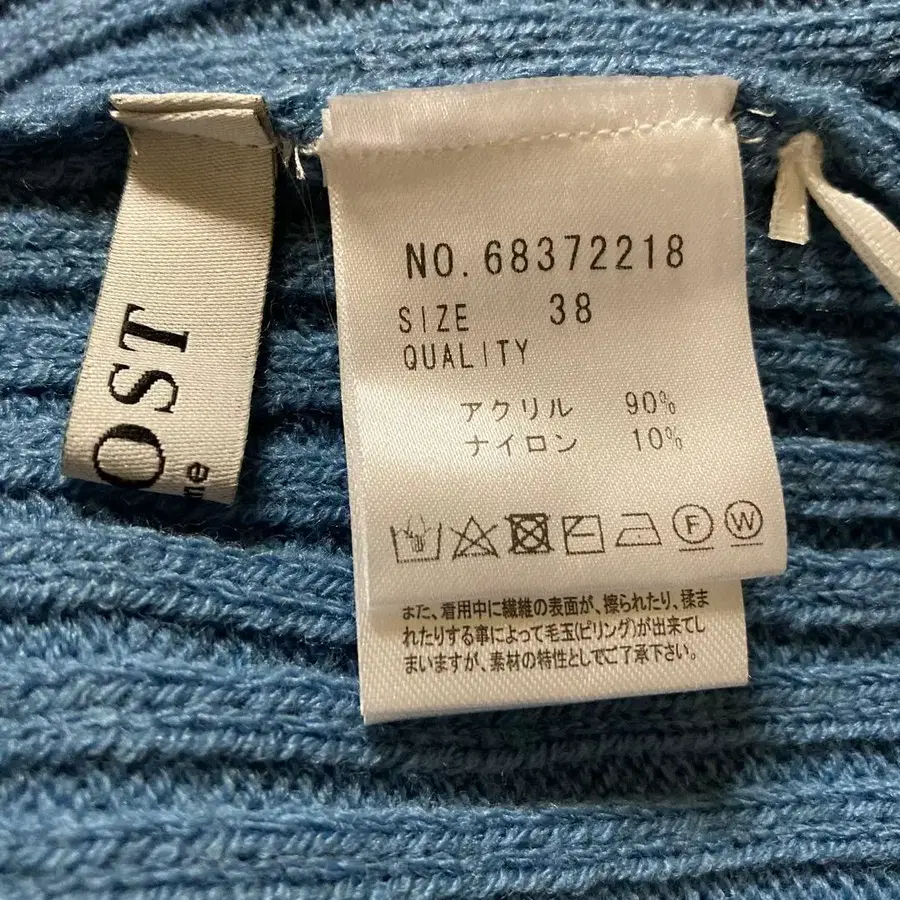 OST
me
NO. 68372218
SIZE 38
QUALITY
アクリル 90%
ナイロン 10%
F W
また、着用中に繊維の表面が、擦られたり、揉ま
れたりする事によって毛玉(ピリング)が出来てし
まいますが、素材の特性としてご了承下さい。